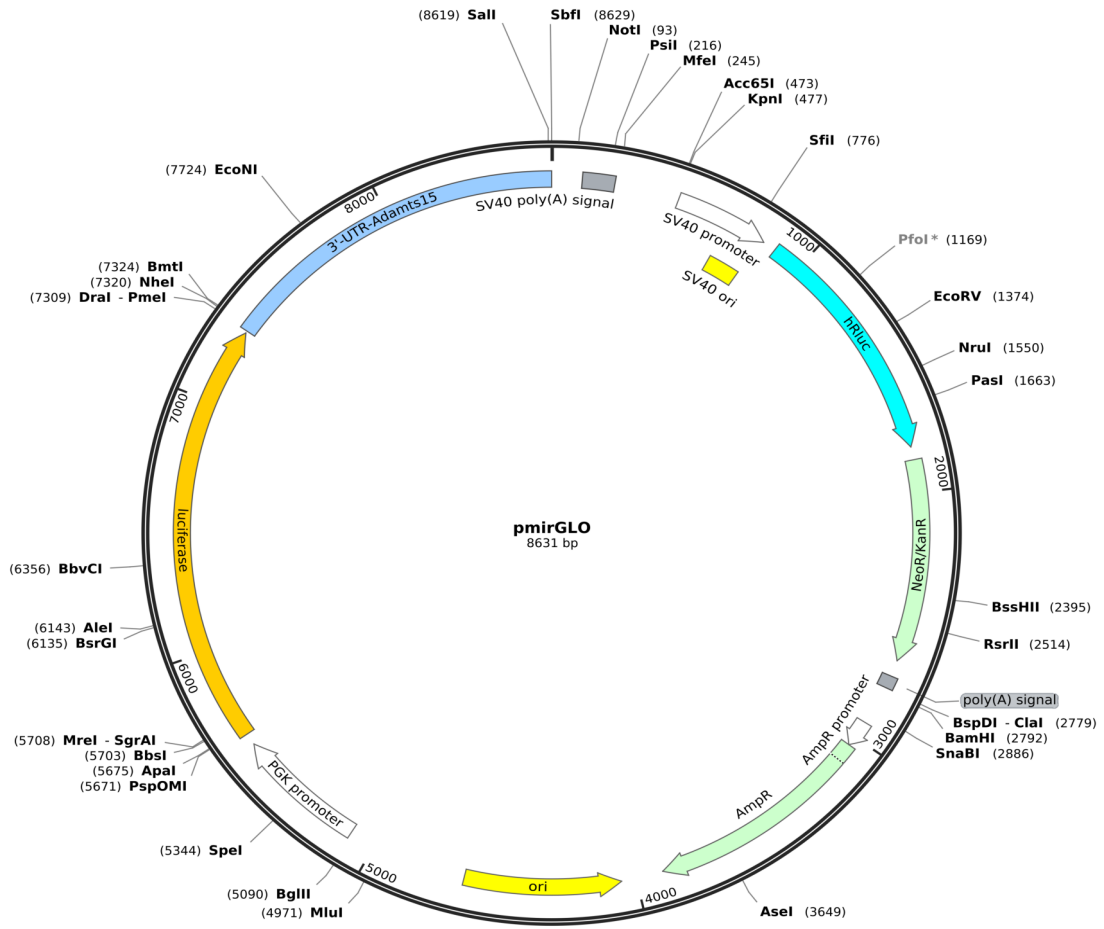 (8619) SalI
SbfI (8629)
NotI (93)
PsiI (216)
MfeI (245)
Acc65I (473)
KpnI (477)
SfiI (776)
PfoI * (1169)
EcoRV (1374)
NruI (1550)
PasI (1663)
BssHII (2395)
RsrII (2514)
poly(A) signal
BspDI - ClaI (2779)
BamHI (2792)
SnaBI (2886)
AseI (3649)
(4971) MluI
(5090) BglII
(5344) SpeI
(5671) PspOMI
(5675) ApaI
(5703) BbsI
(5708) MreI - SgrAI
(6135) BsrGI
(6143) AleI
(6356) BbvCI
(7309) DraI - PmeI
(7320) NheI
(7324) BmtI
(7724) EcoNI
1000
2000
3000
4000
5000
6000
7000
8000
SV40 poly(A) signal
SV40 promoter
SV40 ori
hRluc
NeoR/KanR
AmpR promoter
AmpR
ori
PGK promoter
luciferase
3'-UTR-Adamts15
pmirGLO
8631 bp